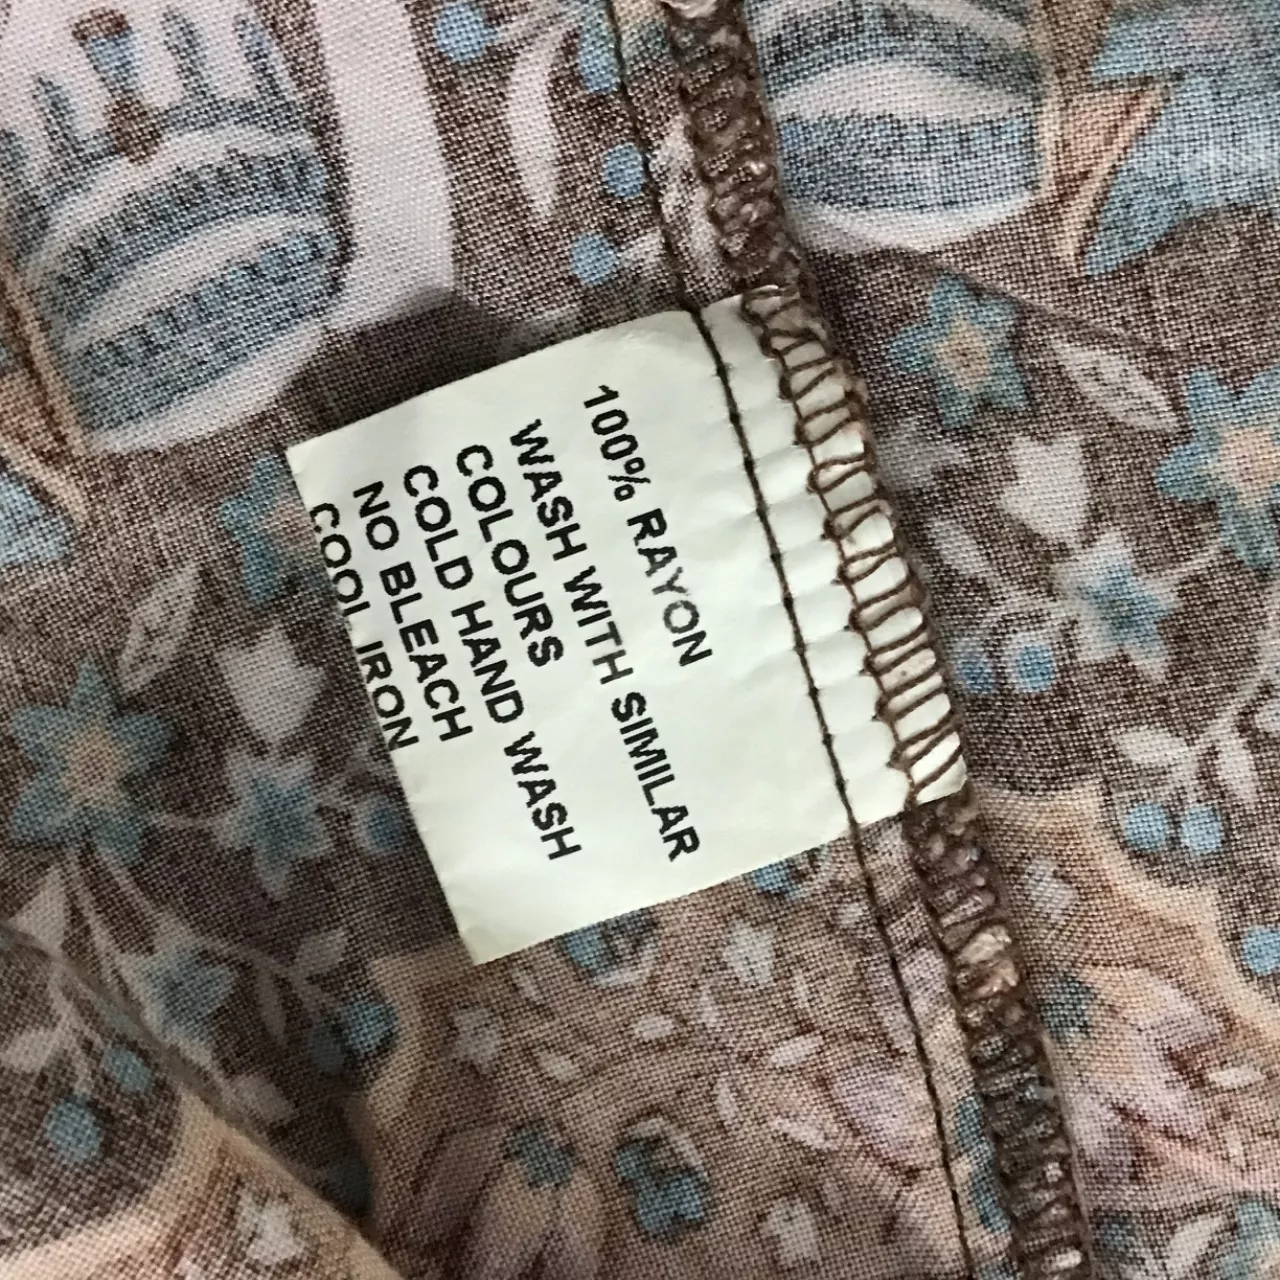 100% RAYON
WASH WITH SIMILAR
COLOURS
COLD HAND WASH
NO BLEACH
COOL IRON